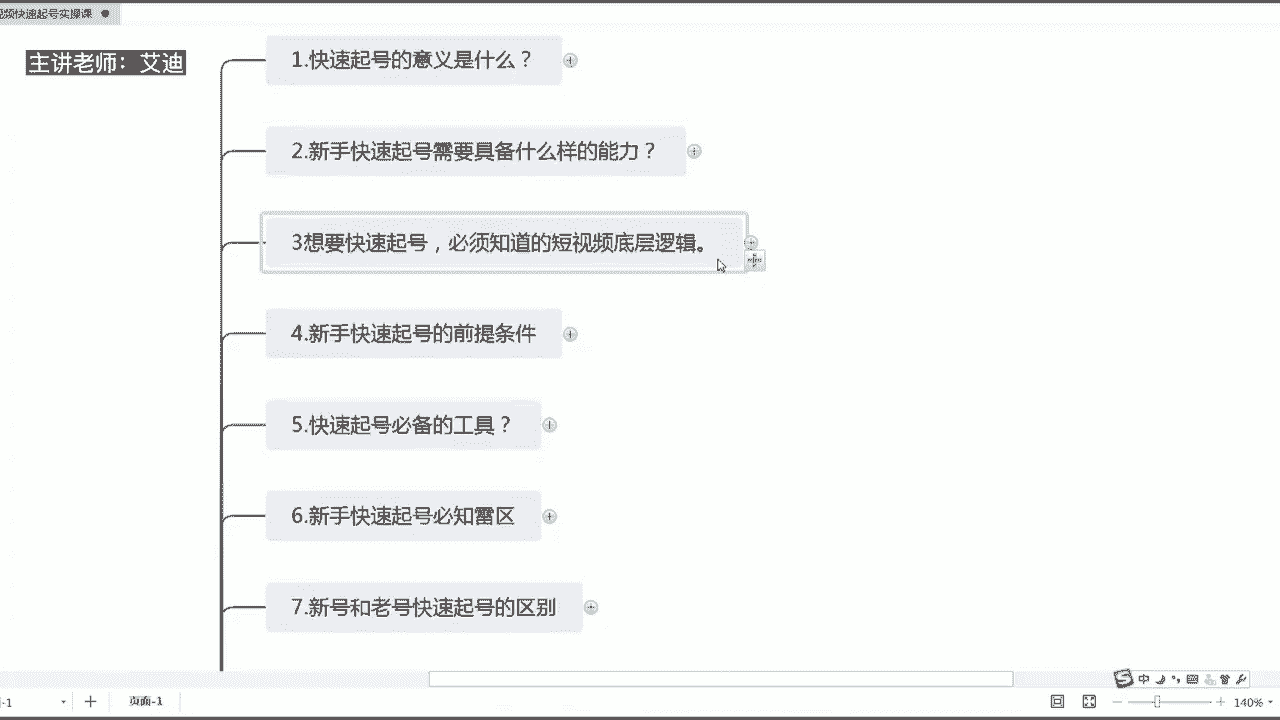 视频快速起号实操课
主讲老师：艾迪
1.快速起号的意义是什么？
2.新手快速起号需要具备什么样的能力？
3想要快速起号，必须知道的短视频底层逻辑。
4.新手快速起号的前提条件
5.快速起号必备的工具？
6.新手快速起号必知雷区
7.新号和老号快速起号的区别
中
-1
页面-1
140%